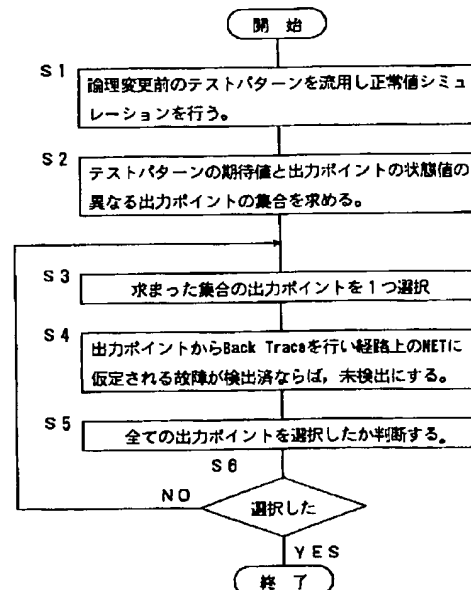 開 始
S1
論理変更前のテストパターンを流用し正常値シミュ
レーションを行う。
S2
テストパターンの期待値と出力ポイントの状態値の
異なる出力ポイントの集合を求める。
S3
求まった集合の出力ポイントを1つ選択
S4
出力ポイントからBack Traceを行い経路上のNETに
仮定される故障が検出済ならば，未検出にする。
S5
全ての出力ポイントを選択したか判断する。
S6
NO
選択した
YES
終 了